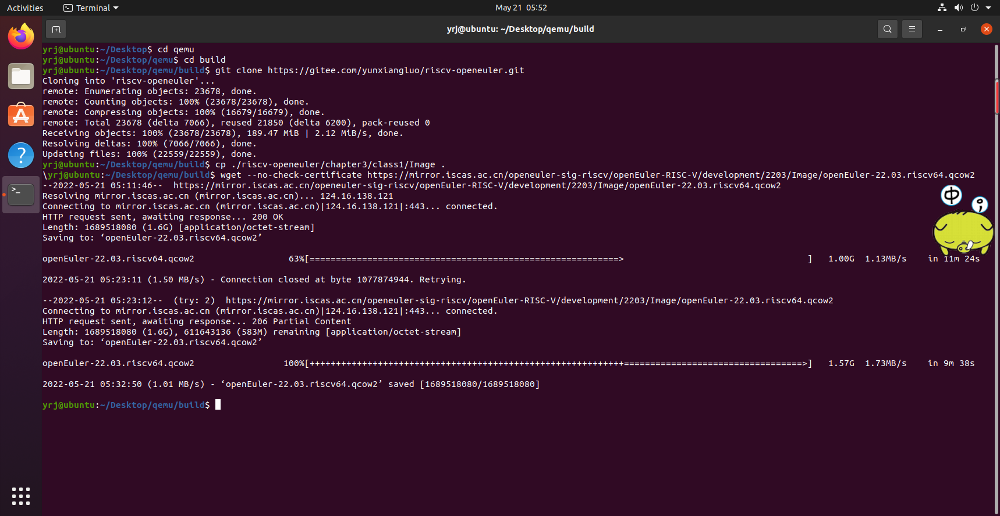 Activities
Terminal
May 21 05:52
yrj@ubuntu: ~/Desktop/qemu/build
yrj@ubuntu:~/Desktop$ cd qemu
yrj@ubuntu:~/Desktop/qemu$ cd build
yrj@ubuntu:~/Desktop/qemu/build$ git clone https://gitee.com/yunxiangluo/riscv-openeuler.git
Cloning into 'riscv-openeuler'...
remote: Enumerating objects: 23678, done.
remote: Counting objects: 100% (23678/23678), done.
remote: Compressing objects: 100% (16679/16679), done.
remote: Total 23678 (delta 7066), reused 21850 (delta 6200), pack-reused 0
Receiving objects: 100% (23678/23678), 189.47 MiB | 2.12 MiB/s, done.
Resolving deltas: 100% (7066/7066), done.
Updating files: 100% (22559/22559), done.
yrj@ubuntu:~/Desktop/qemu/build$ cp ./riscv-openeuler/chapter3/class1/Image .
\yrj@ubuntu:~/Desktop/qemu/build$ wget --no-check-certificate https://mirror.iscas.ac.cn/openeuler-sig-riscv/openEuler-RISC-V/development/2203/Image/openEuler-22.03.riscv64.qcow2
--2022-05-21 05:11:46-- https://mirror.iscas.ac.cn/openeuler-sig-riscv/openEuler-RISC-V/development/2203/Image/openEuler-22.03.riscv64.qcow2
Resolving mirror.iscas.ac.cn (mirror.iscas.ac.cn)... 124.16.138.121
Connecting to mirror.iscas.ac.cn (mirror.iscas.ac.cn)|124.16.138.121|:443... connected.
HTTP request sent, awaiting response... 200 OK
Length: 1689518080 (1.6G) [application/octet-stream]
Saving to: ‘openEuler-22.03.riscv64.qcow2’
openEuler-22.03.riscv64.qcow2 63%[===========================================================> ] 1.00G 1.13MB/s in 11m 24s
2022-05-21 05:23:11 (1.50 MB/s) - Connection closed at byte 1077874944. Retrying.
--2022-05-21 05:23:12-- (try: 2) https://mirror.iscas.ac.cn/openeuler-sig-riscv/openEuler-RISC-V/development/2203/Image/openEuler-22.03.riscv64.qcow2
Connecting to mirror.iscas.ac.cn (mirror.iscas.ac.cn)|124.16.138.121|:443... connected.
HTTP request sent, awaiting response... 206 Partial Content
Length: 1689518080 (1.6G), 611643136 (583M) remaining [application/octet-stream]
Saving to: ‘openEuler-22.03.riscv64.qcow2’
openEuler-22.03.riscv64.qcow2 100%[++++++++++++++++++++++++++++++++++++++++++++++++++++++++++++==================================>] 1.57G 1.73MB/s in 9m 38s
2022-05-21 05:32:50 (1.01 MB/s) - ‘openEuler-22.03.riscv64.qcow2’ saved [1689518080/1689518080]
yrj@ubuntu:~/Desktop/qemu/build$
中
;